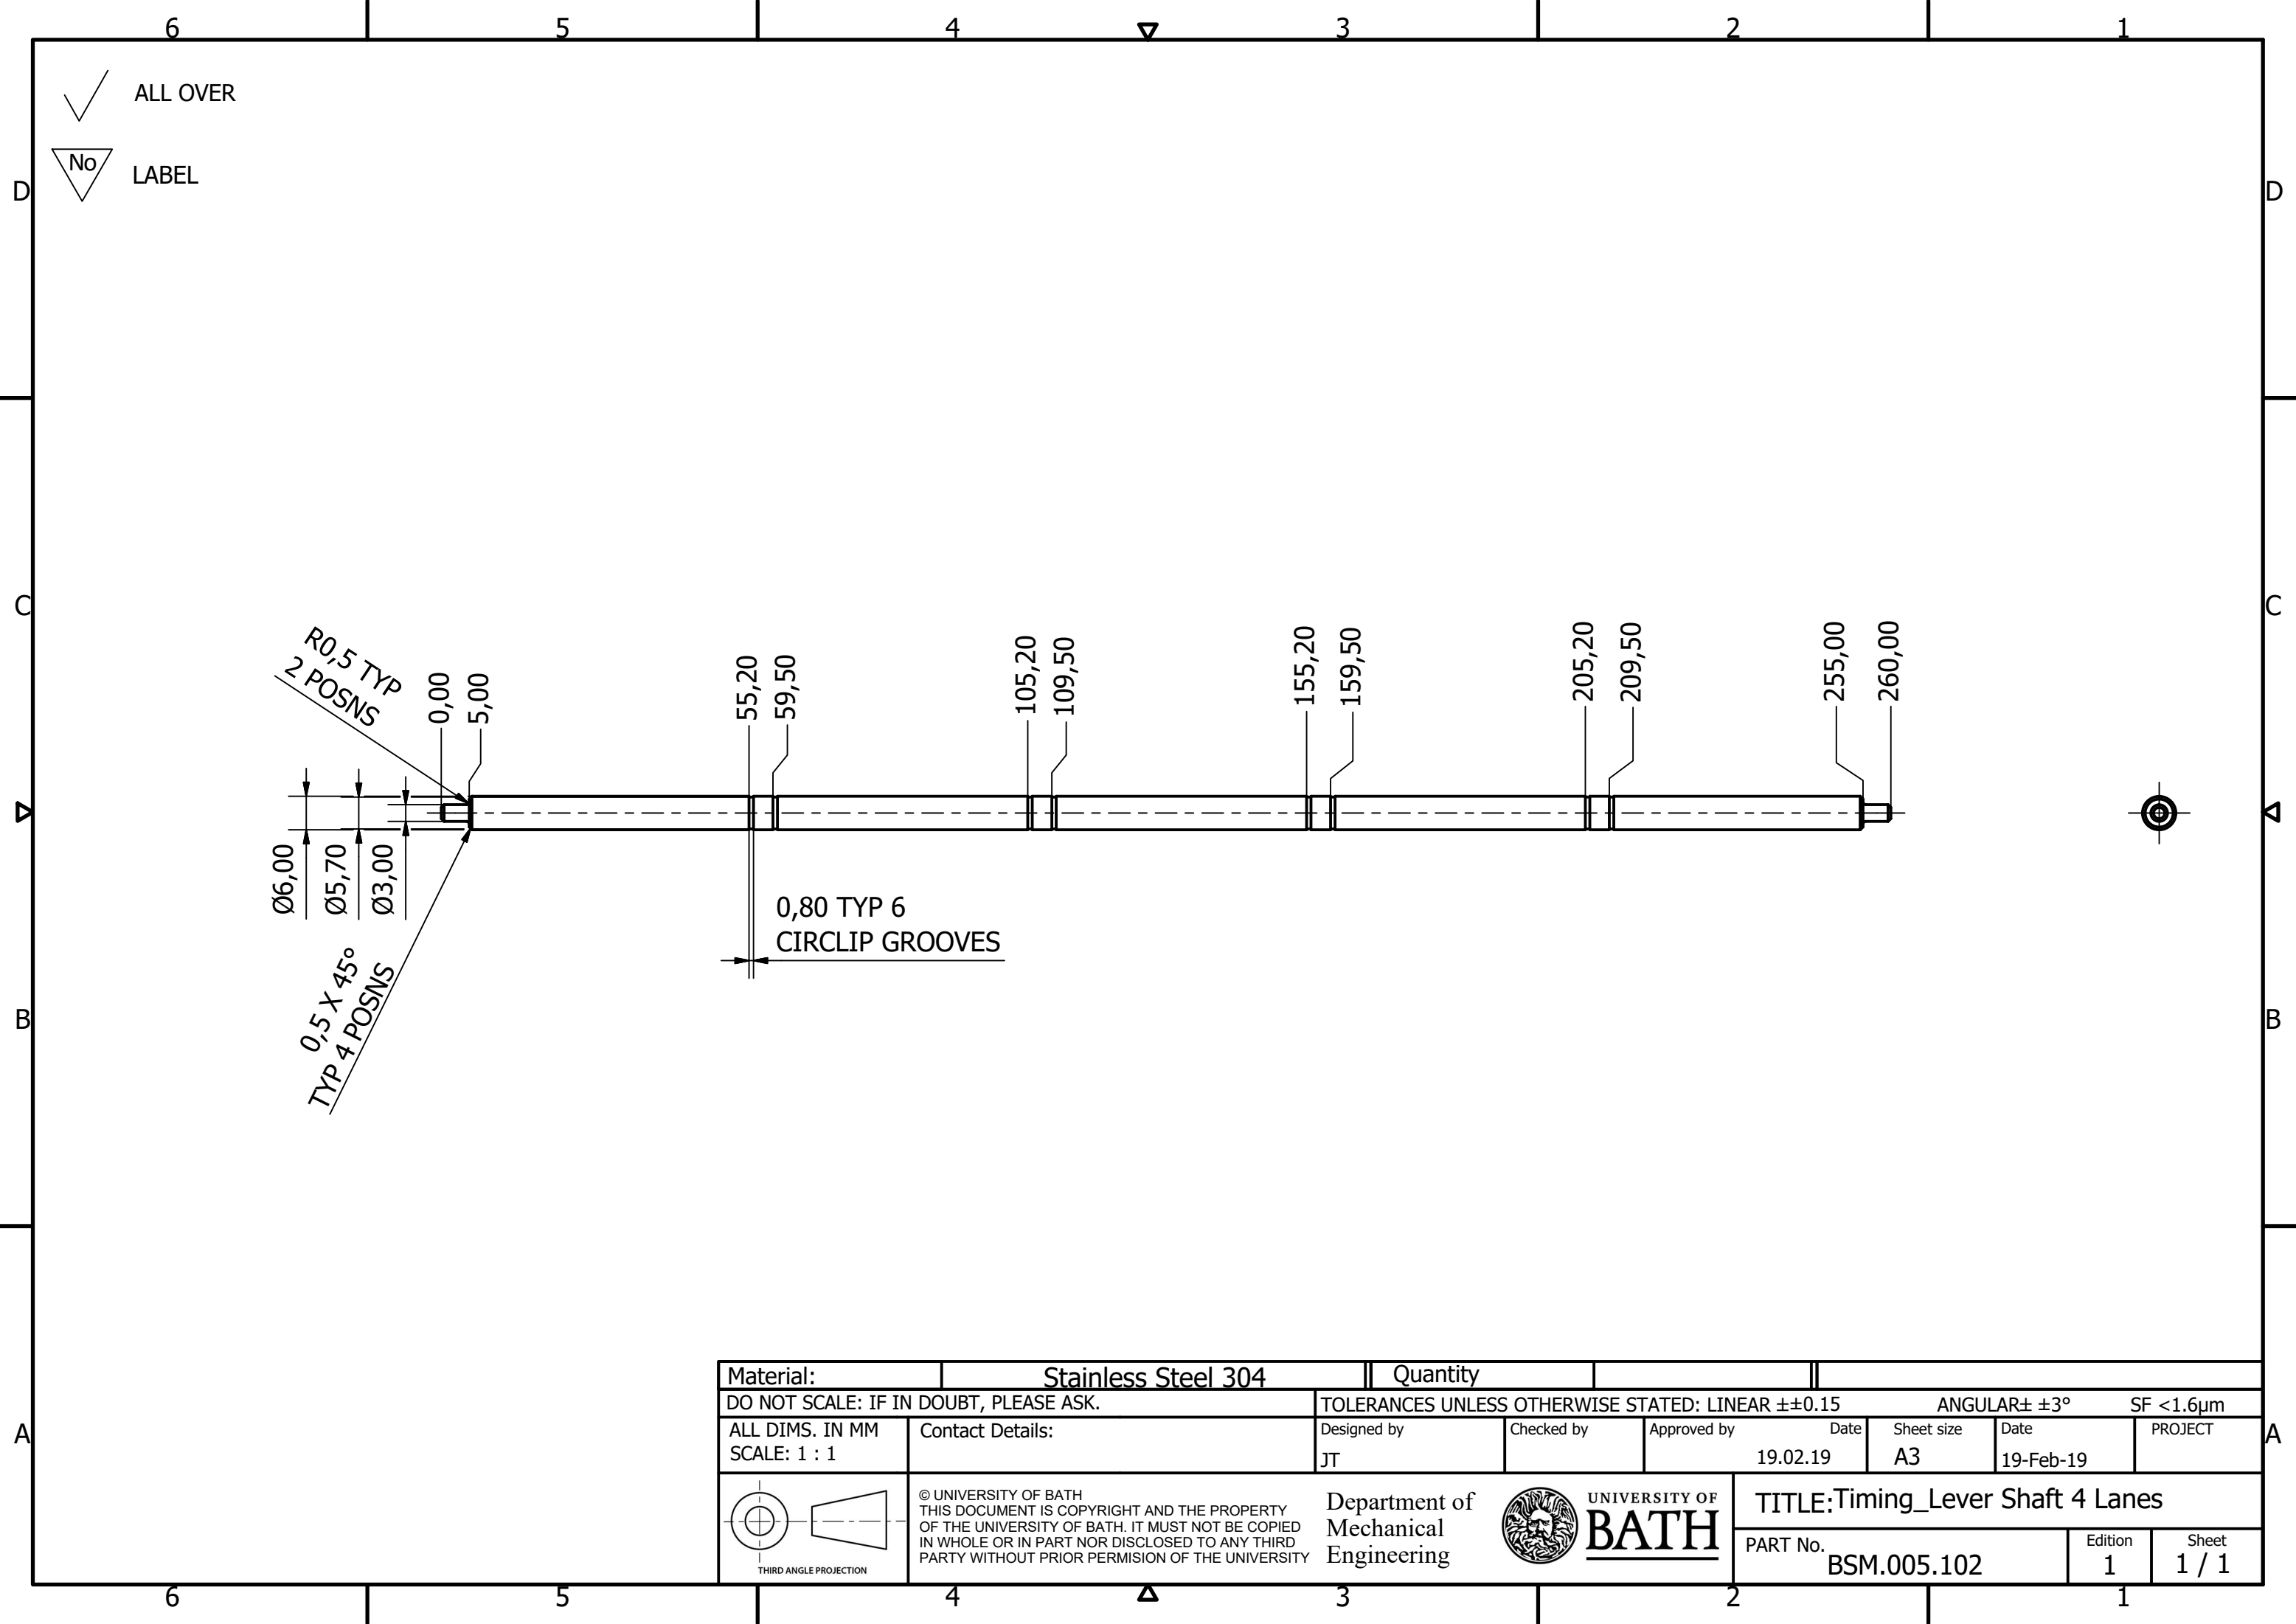 6 5 4 3 2 1
ALL OVER
No LABEL
D D
C C
R0,5 TYP
2 POSNS
0,00
5,00
55,20
59,50
105,20
109,50
155,20
159,50
205,20
209,50
255,00
260,00
Ø6,00
Ø5,70
Ø3,00
0,80 TYP 6
CIRCLIP GROOVES
0,5 X 45°
TYP 4 POSNS
B B
Material: Stainless Steel 304 Quantity
DO NOT SCALE: IF IN DOUBT, PLEASE ASK. TOLERANCES UNLESS OTHERWISE STATED: LINEAR ±±0.15 ANGULAR± ±3° SF <1.6µm
A A
ALL DIMS. IN MM
SCALE: 1 : 1
Contact Details:
Designed by
JT
Checked by
Approved by
Date
19.02.19
Sheet size
A3
Date
19-Feb-19
PROJECT
THIRD ANGLE PROJECTION
© UNIVERSITY OF BATH
THIS DOCUMENT IS COPYRIGHT AND THE PROPERTY
OF THE UNIVERSITY OF BATH. IT MUST NOT BE COPIED
IN WHOLE OR IN PART NOR DISCLOSED TO ANY THIRD
PARTY WITHOUT PRIOR PERMISION OF THE UNIVERSITY
Department of
Mechanical
Engineering
UNIVERSITY OF
BATH
TITLE: Timing_Lever Shaft 4 Lanes
PART No. BSM.005.102
Edition
1
Sheet
1 / 1
6 5 4 3 2 1